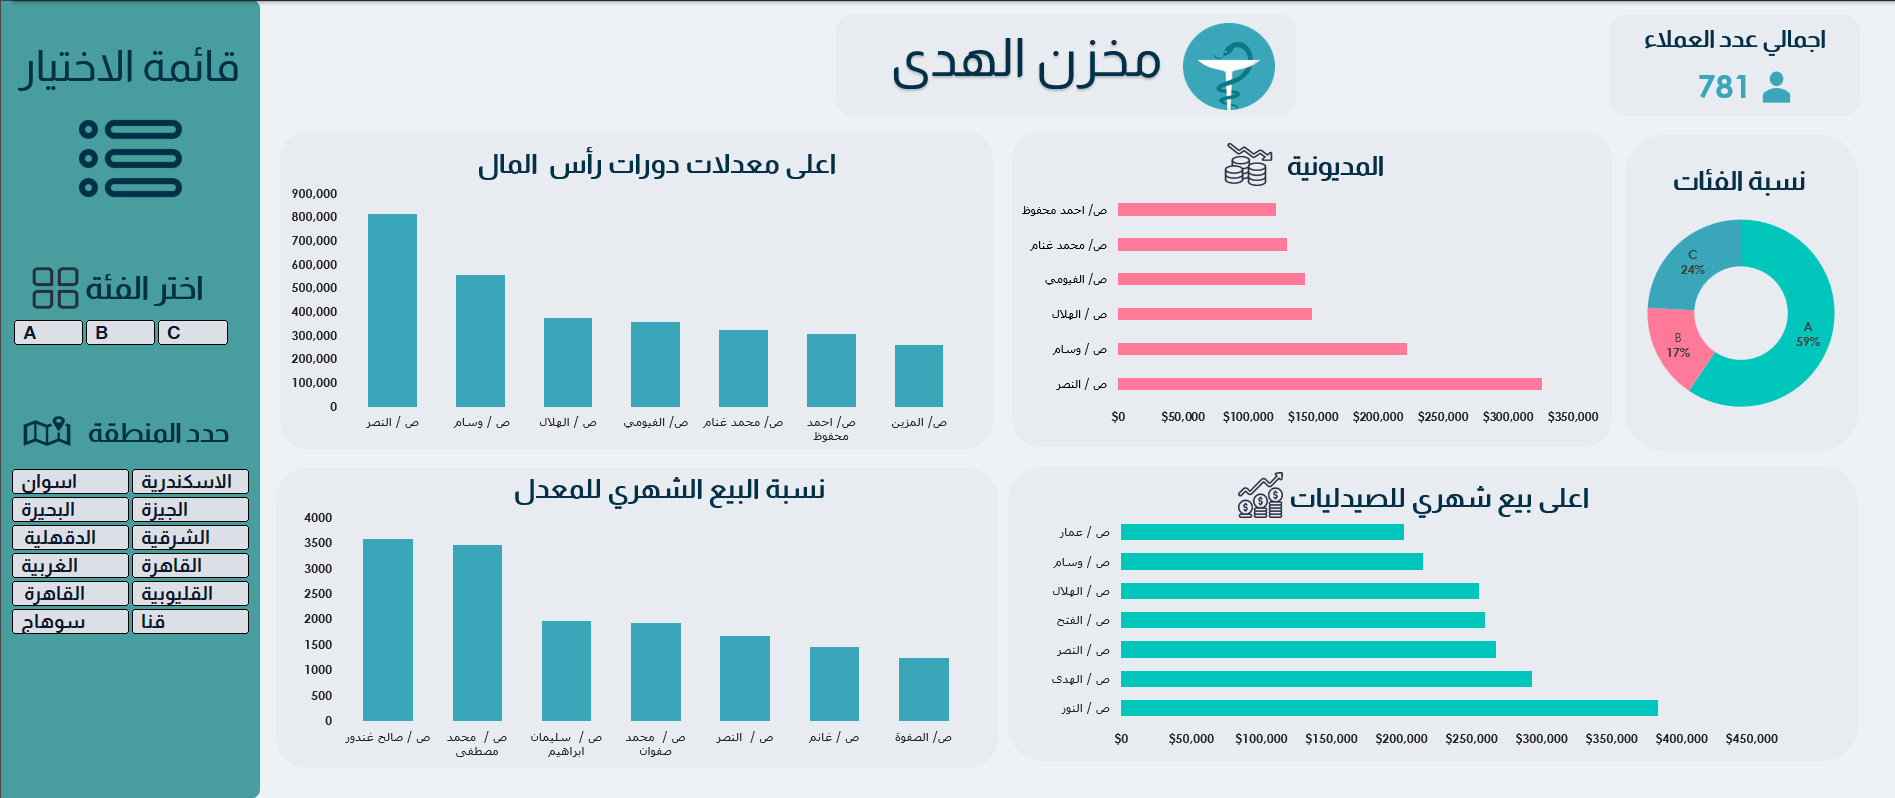 اجمالي عدد العملاء
781
مخزن الهدى
قائمة الاختيار
اختر الفئة
A B C
حدد المنطقة
الاسكندرية اسوان
الجيزة البحيرة
الشرقية الدقهلية
القاهرة الغربية
القليوبية القاهرة
قنا سوهاج
نسبة الفئات
C
24%
B
17%
A
59%
المديونية
ص/ احمد محفوظ
ص/ محمد غنام
ص/ الفيومي
ص / الهلال
ص / وسام
ص / النصر
$0 $50,000 $100,000 $150,000 $200,000 $250,000 $300,000 $350,000
اعلى معدلات دورات رأس المال
900,000
800,000
700,000
600,000
500,000
400,000
300,000
200,000
100,000
0
ص / النصر
ص / وسام
ص / الهلال
ص/ الفيومي
ص/ محمد غنام
ص/ احمد
محفوظ
ص/ المزين
اعلى بيع شهري للصيدليات
ص / عمار
ص / وسام
ص / الهلال
ص / الفتح
ص / النصر
ص / الهدى
ص / النور
$0 $50,000 $100,000 $150,000 $200,000 $250,000 $300,000 $350,000 $400,000 $450,000
نسبة البيع الشهري للمعدل
4000
3500
3000
2500
2000
1500
1000
500
0
ص / صالح غندور
ص / محمد
مصطفى
ص / سليمان
ابراهيم
ص / محمد
صفوان
ص / النصر
ص / غانم
ص/ الصفوة